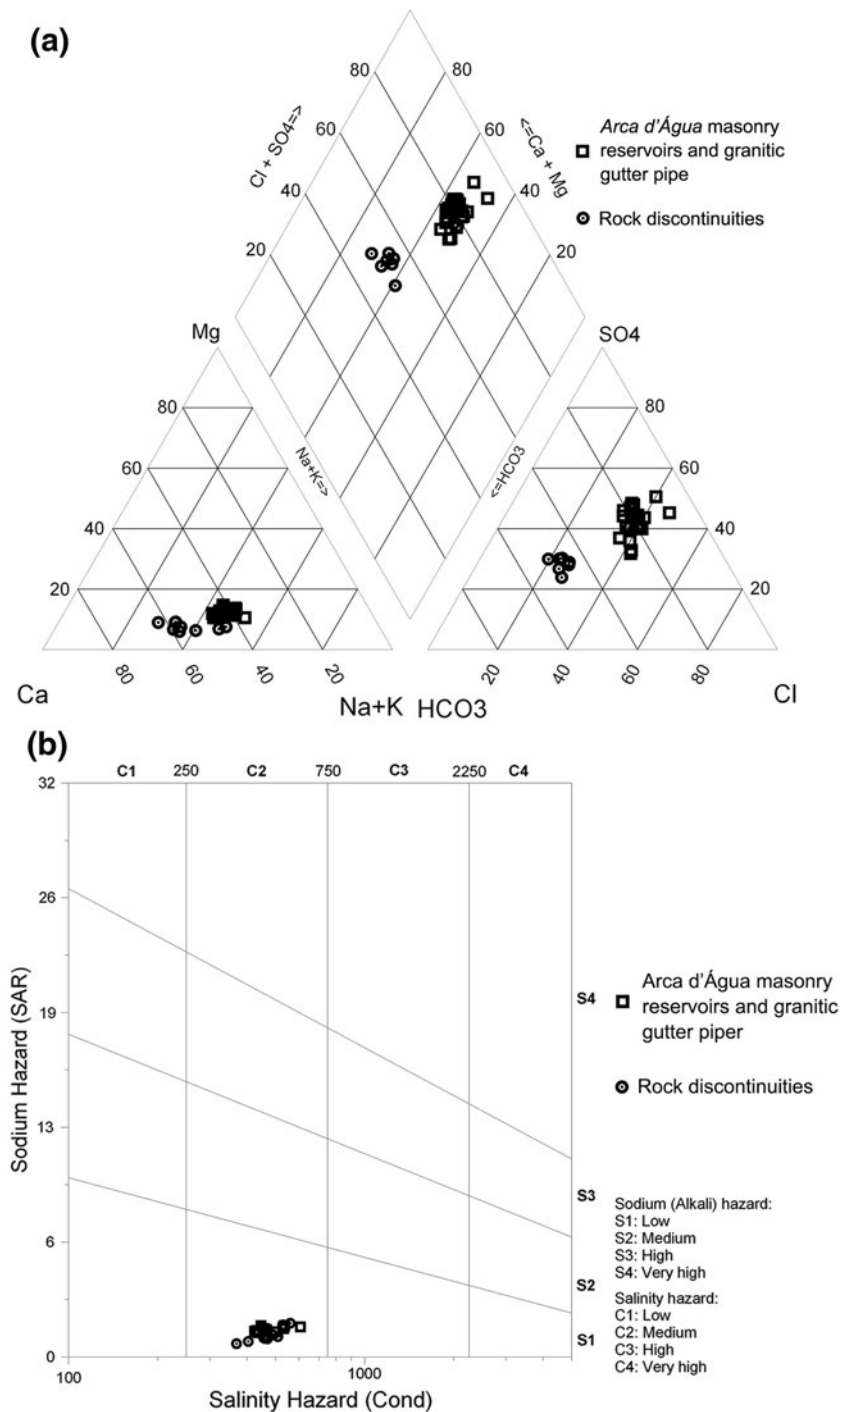 (a)
80
80
60
60
Cl + SO4=>
<=Ca + Mg
40
40
20
20
Arca d'Água masonry
reservoirs and granitic
gutter pipe
Rock discontinuities
Mg
SO4
80
80
60
60
Na+K=>
<=HCO3
40
40
20
20
80
60
40
20
20
40
60
80
Ca
Na+K
HCO3
Cl
(b)
C1
250
C2
750
C3
2250
C4
32
26
19
13
6
0
Sodium Hazard (SAR)
S4
S3
S2
S1
100
1000
Salinity Hazard (Cond)
Arca d'Água masonry
reservoirs and granitic
gutter piper
Rock discontinuities
Sodium (Alkali) hazard:
S1: Low
S2: Medium
S3: High
S4: Very high
Salinity hazard:
C1: Low
C2: Medium
C3: High
C4: Very high